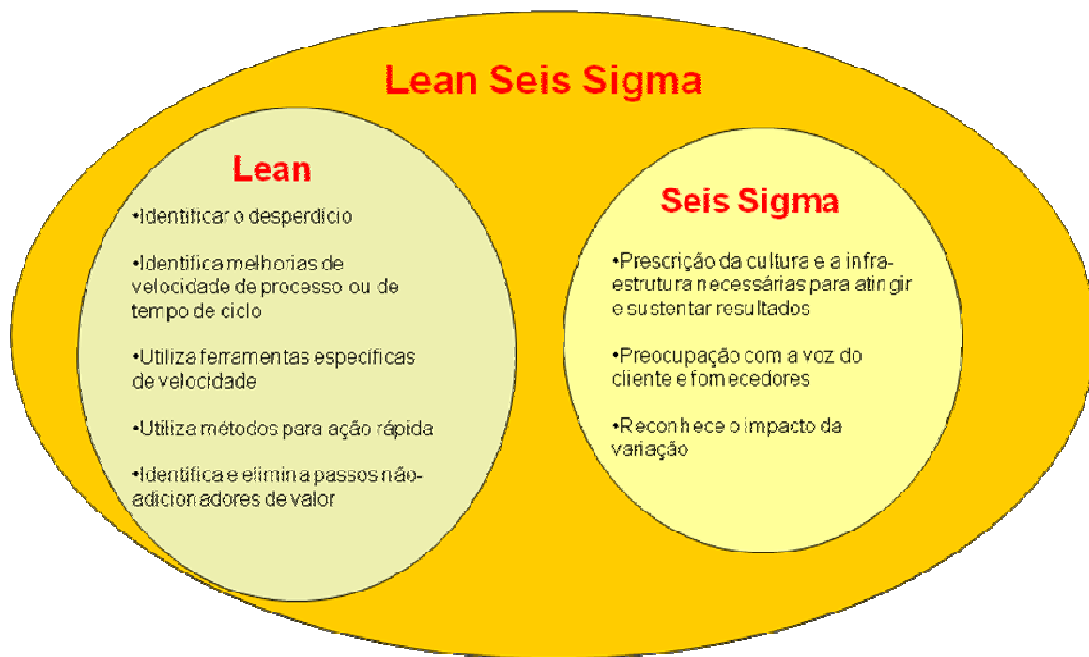 Lean Seis Sigma
Lean
•Identificar o desperdício
•Identifica melhorias de
velocidade de processo ou de
tempo de ciclo
•Utiliza ferramentas específicas
de velocidade
•Utiliza métodos para ação rápida
•Identifica e elimina passos não-
adicionadores de valor
Seis Sigma
•Prescrição da cultura e a infra-
estrutura necessárias para atingir
e sustentar resultados
•Preocupação com a voz do
cliente e fornecedores
•Reconhece o impacto da
variação